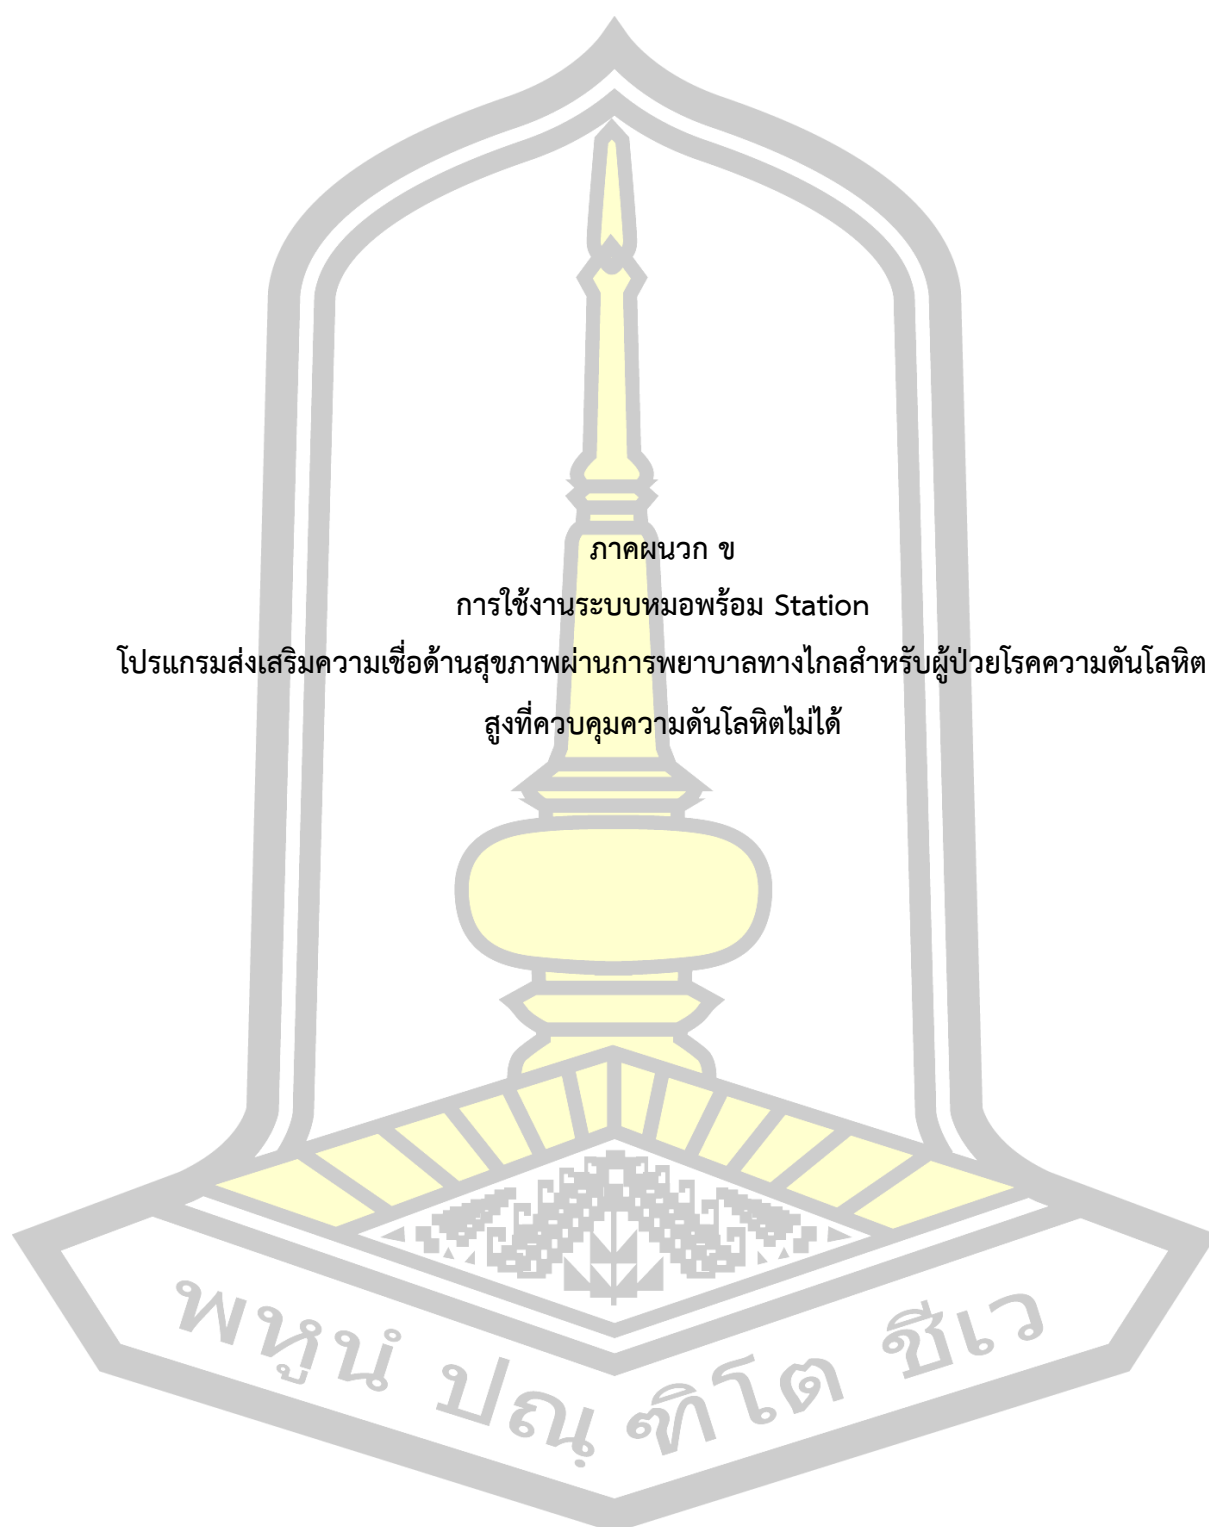 ภาคผนวก ข
การใช้งานระบบหมอพร้อม Station
โปรแกรมส่งเสริมความเชื่อด้านสุขภาพผ่านการพยาบาลทางไกลสำหรับผู้ป่วยโรคความดันโลหิต
สูงที่ควบคุมความดันโลหิตไม่ได้
พหูนํ ปณฺฑิโต ชีเว